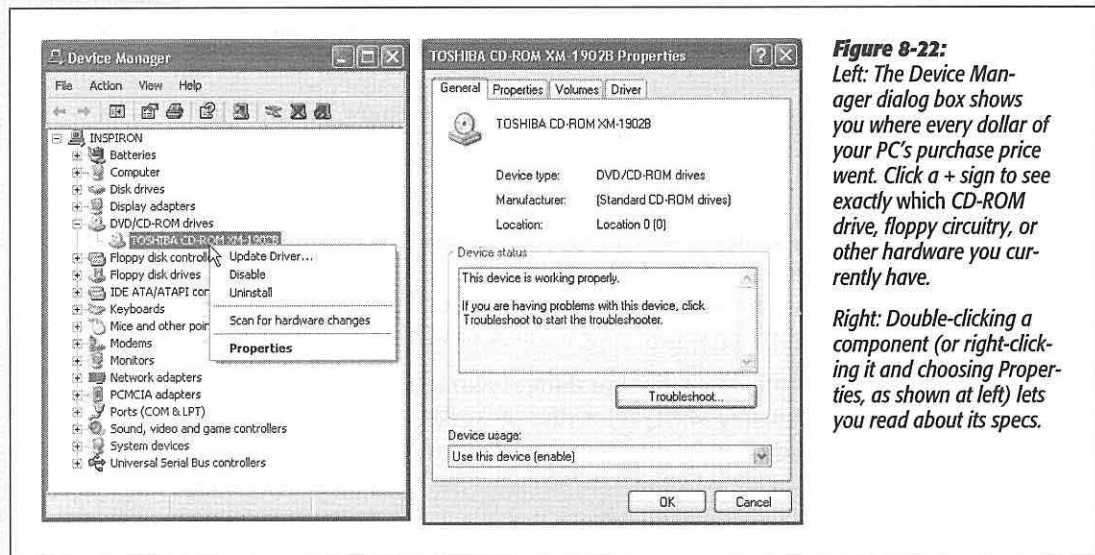 Device Manager
File Action View Help
INSPIRON
Batteries
Computer
Disk drives
Display adapters
DVD/CD-ROM drives
TOSHIBA CD-ROM XM-1902B
Floppy disk controlle
Floppy disk drives
IDE ATA/ATAPI cor
Keyboards
Mice and other poin
Modems
Monitors
Network adapters
PCMCIA adapters
Ports (COM & LPT)
Sound, video and game controllers
System devices
Universal Serial Bus controllers
Update Driver...
Disable
Uninstall
Scan for hardware changes
Properties
TOSHIBA CD-ROM XM-1902B Properties
General Properties Volumes Driver
TOSHIBA CD-ROM XM-1902B
Device type: DVD/CD-ROM drives
Manufacturer: (Standard CD-ROM drives)
Location: Location 0 (0)
Device status
This device is working properly.
If you are having problems with this device, click
Troubleshoot to start the troubleshooter.
Troubleshoot...
Device usage:
Use this device (enable)
OK Cancel
Figure 8-22:
Left: The Device Man-
ager dialog box shows
you where every dollar of
your PC's purchase price
went. Click a + sign to see
exactly which CD-ROM
drive, floppy circuitry, or
other hardware you cur-
rently have.
Right: Double-clicking a
component (or right-click-
ing it and choosing Proper-
ties, as shown at left) lets
you read about its specs.